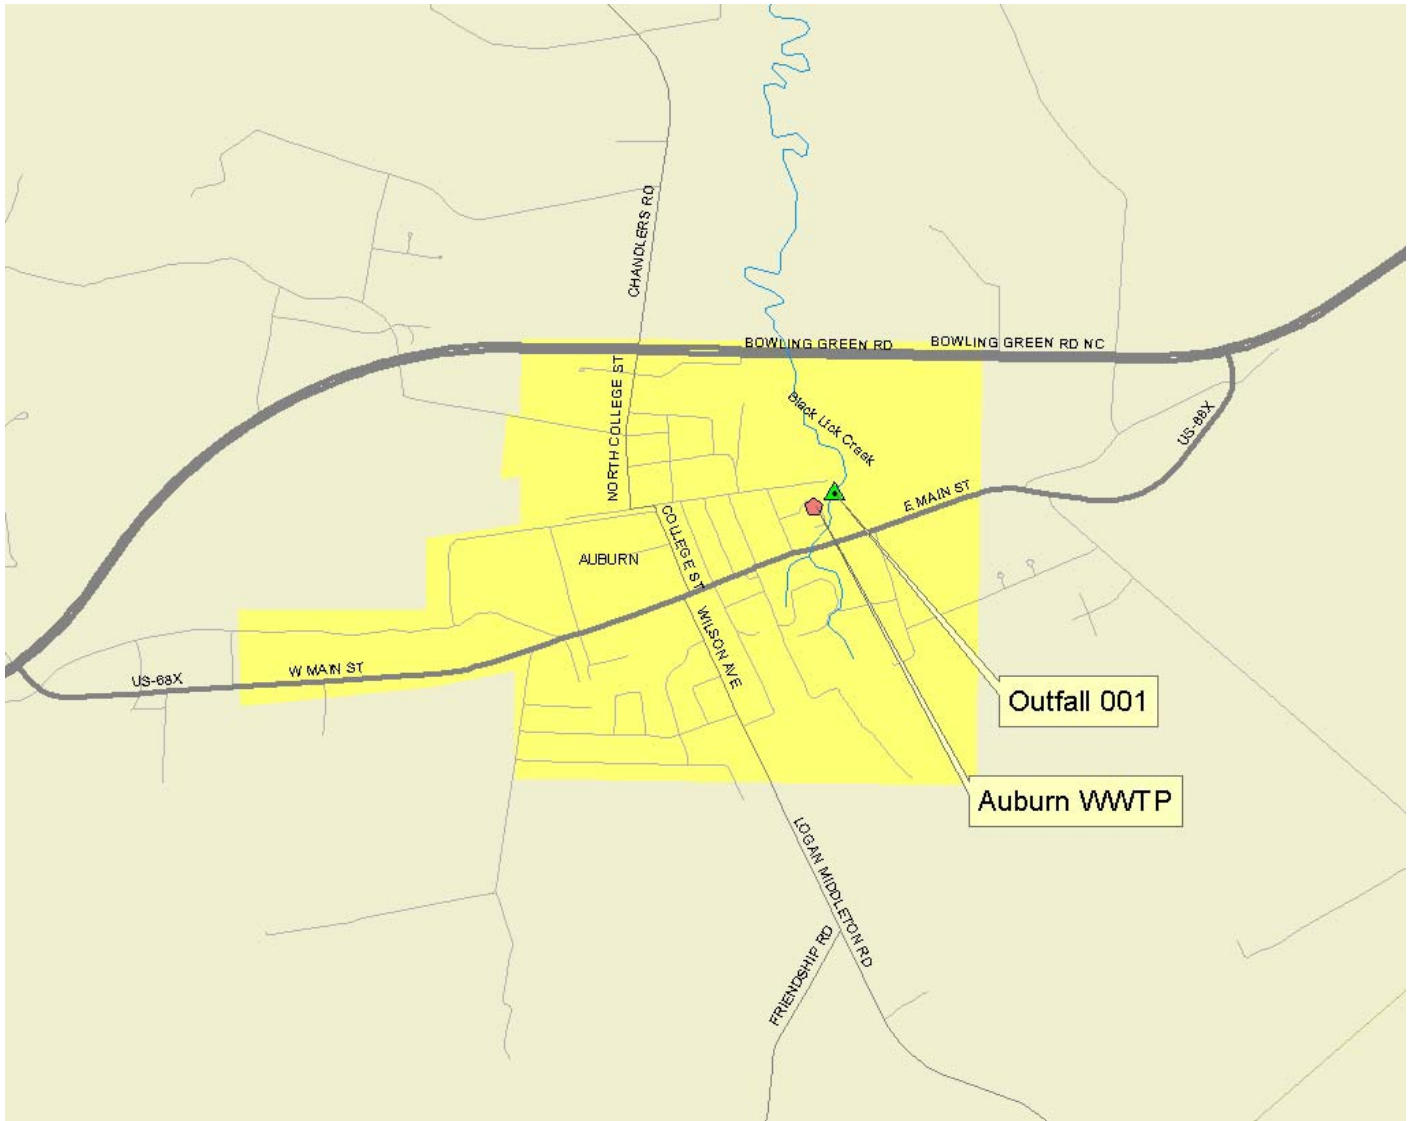 CHANDLERS RD
BOWLING GREEN RD
BOWLING GREEN RD NC
NORTH COLLEGE ST
Black Lick Creek
US-68X
E MAIN ST
COLLEGE ST
AUBURN
WILSON AVE
W MAIN ST
US-68X
Outfall 001
Auburn WWTP
LOGAN MIDDLETON RD
FRIENDSHIP RD